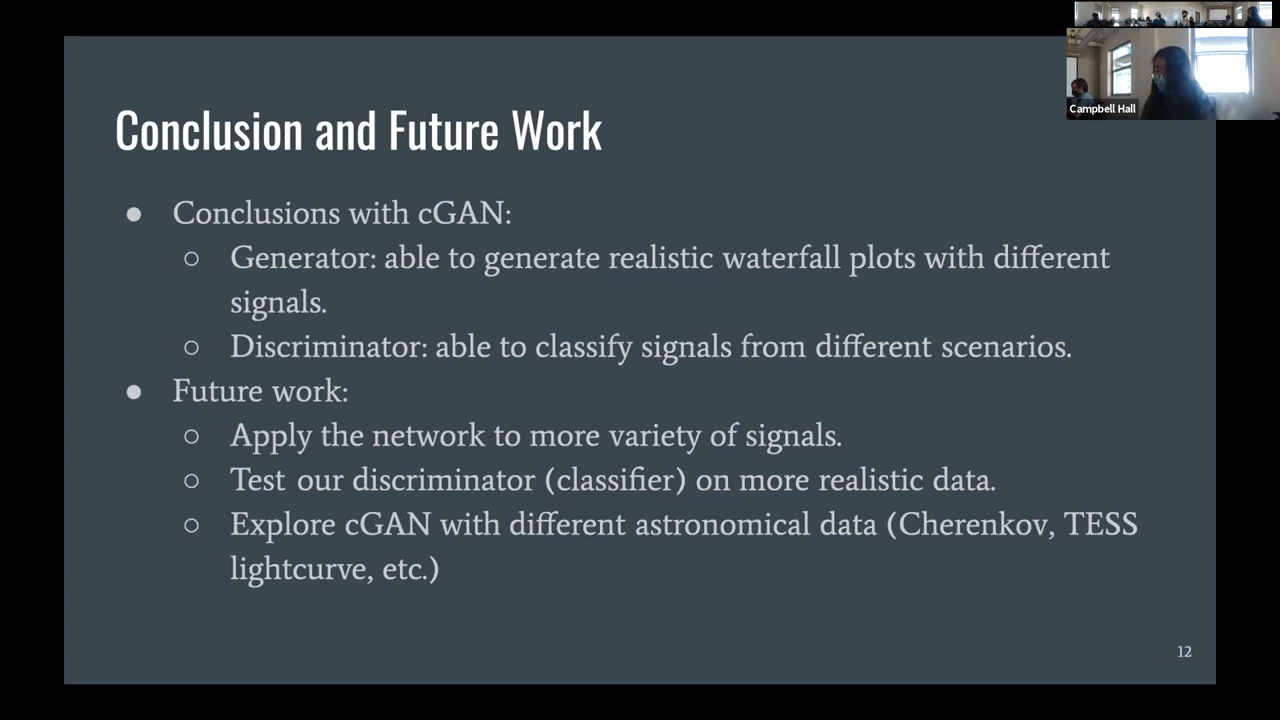 Campbell Hall
Conclusion and Future Work
● Conclusions with cGAN:
○ Generator: able to generate realistic waterfall plots with different
signals.
○ Discriminator: able to classify signals from different scenarios.
● Future work:
○ Apply the network to more variety of signals.
○ Test our discriminator (classifier) on more realistic data.
○ Explore cGAN with different astronomical data (Cherenkov, TESS
lightcurve, etc.)
12